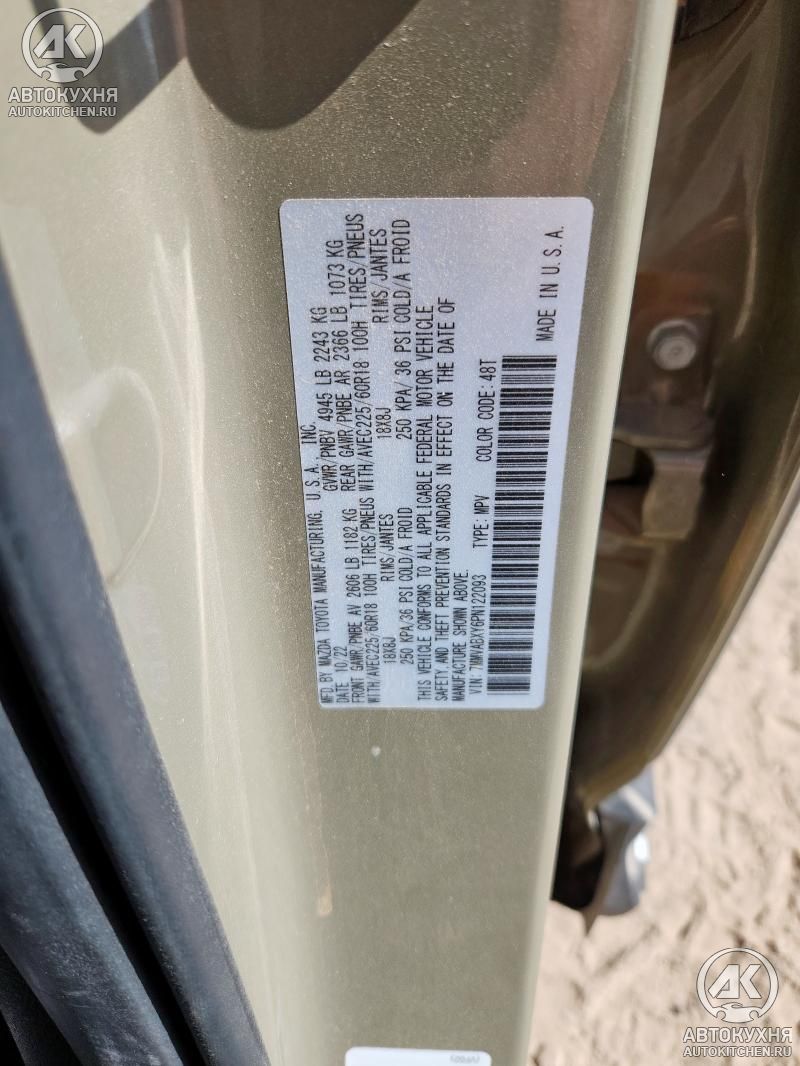 AK
АВТОКУХНЯ
AUTOKITCHEN.RU
MFD. BY MAZDA TOYOTA MANUFACTURING, U.S.A., INC.
DATE 10/22 GVWR/PNBV 4945 LB 2243 KG
FRONT GAWR/PNBE AV 2606 LB 1182 KG REAR GAWR/PNBE AR 2366 LB 1073 KG
WITH/AVEC225/60R18 100H TIRES/PNEUS WITH/AVEC225/60R18 100H TIRES/PNEUS
18X8J RIMS/JANTES 18X8J RIMS/JANTES
250 KPA/36 PSI COLD/A FROID 250 KPA/ 36 PSI COLD/A FROID
THIS VEHICLE CONFORMS TO ALL APPLICABLE FEDERAL MOTOR VEHICLE
SAFETY, AND THEFT PREVENTION STANDARDS IN EFFECT ON THE DATE OF
MANUFACTURE SHOWN ABOVE.
VIN:7MMVABXY6PN122093 TYPE: MPV COLOR CODE:48T
MADE IN U.S.A.
AK
АВТОКУХНЯ
AUTOKITCHEN.RU